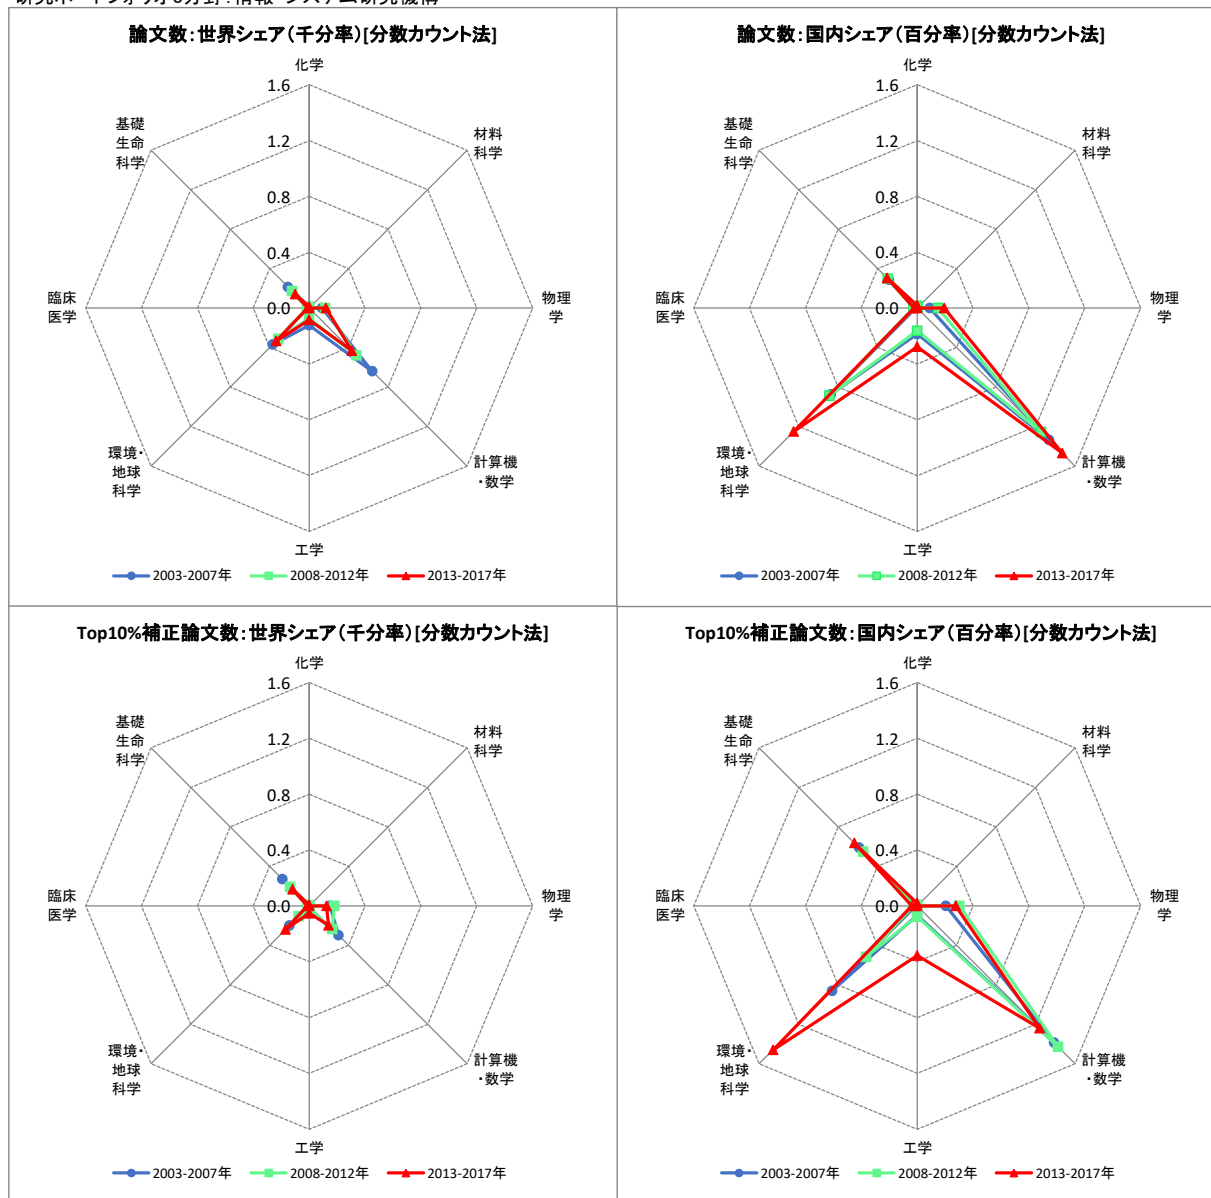 論文数：世界シェア（千分率）[分数カウント法]
化学
1.6
1.2
0.8
0.4
0.0
基礎
生命
科学
材料
科学
臨床
医学
物理
学
環境・
地球
科学
計算機
・数学
工学
2003-2007年 2008-2012年 2013-2017年
論文数：国内シェア（百分率）[分数カウント法]
化学
1.6
1.2
0.8
0.4
0.0
基礎
生命
科学
材料
科学
臨床
医学
物理
学
環境・
地球
科学
計算機
・数学
工学
2003-2007年 2008-2012年 2013-2017年
Top10%補正論文数：世界シェア（千分率）[分数カウント法]
化学
1.6
1.2
0.8
0.4
0.0
基礎
生命
科学
材料
科学
臨床
医学
物理
学
環境・
地球
科学
計算機
・数学
工学
2003-2007年 2008-2012年 2013-2017年
Top10%補正論文数：国内シェア（百分率）[分数カウント法]
化学
1.6
1.2
0.8
0.4
0.0
基礎
生命
科学
材料
科学
臨床
医学
物理
学
環境・
地球
科学
計算機
・数学
工学
2003-2007年 2008-2012年 2013-2017年